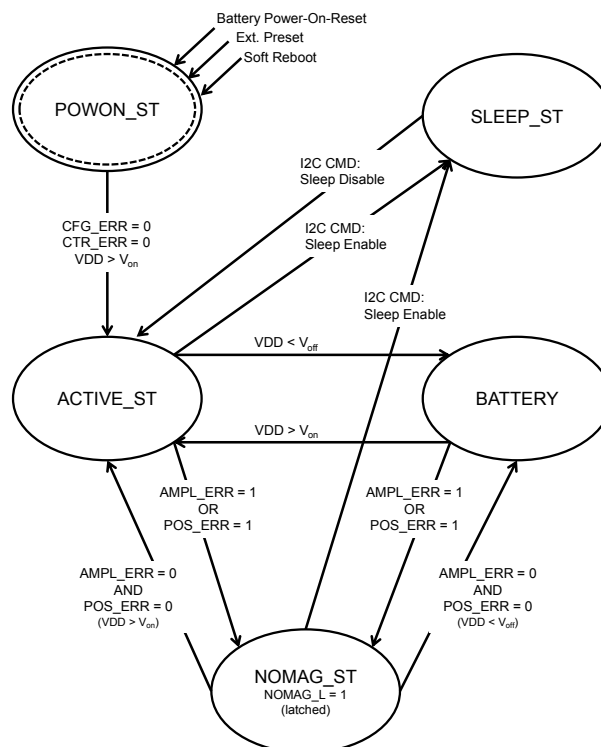 Battery Power-On-Reset
Ext. Preset
Soft Reboot
POWON_ST
SLEEP_ST
I2C CMD:
Sleep Disable
CFG_ERR = 0
CTR_ERR = 0
VDD > Von
I2C CMD:
Sleep Enable
I2C CMD:
Sleep Enable
VDD < Voff
ACTIVE_ST
BATTERY
VDD > Von
AMPL_ERR = 1
OR
POS_ERR = 1
AMPL_ERR = 1
OR
POS_ERR = 1
AMPL_ERR = 0
AND
POS_ERR = 0
(VDD > Von)
AMPL_ERR = 0
AND
POS_ERR = 0
(VDD < Voff)
NOMAG_ST
NOMAG_L = 1
(latched)